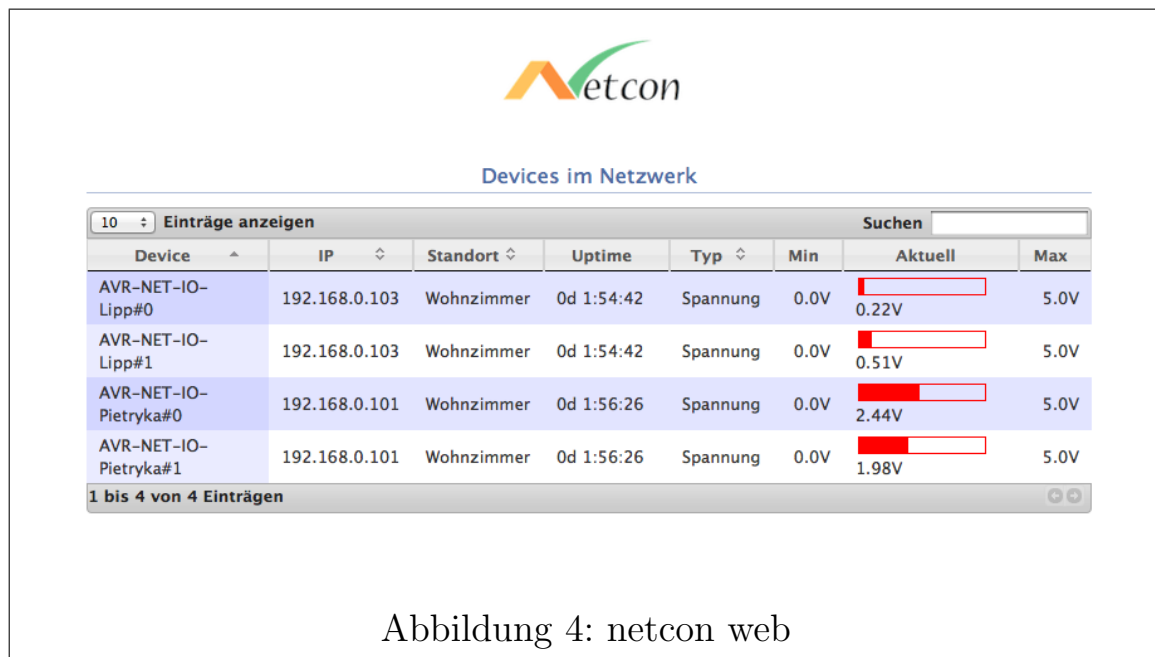 Netcon
Devices im Netzwerk
10 Einträge anzeigen Suchen
Device IP Standort Uptime Typ Min Aktuell Max
AVR-NET-IO-
Lipp#0 192.168.0.103 Wohnzimmer 0d 1:54:42 Spannung 0.0V 0.22V 5.0V
AVR-NET-IO-
Lipp#1 192.168.0.103 Wohnzimmer 0d 1:54:42 Spannung 0.0V 0.51V 5.0V
AVR-NET-IO-
Pietryka#0 192.168.0.101 Wohnzimmer 0d 1:56:26 Spannung 0.0V 2.44V 5.0V
AVR-NET-IO-
Pietryka#1 192.168.0.101 Wohnzimmer 0d 1:56:26 Spannung 0.0V 1.98V 5.0V
1 bis 4 von 4 Einträgen
Abbildung 4: netcon web